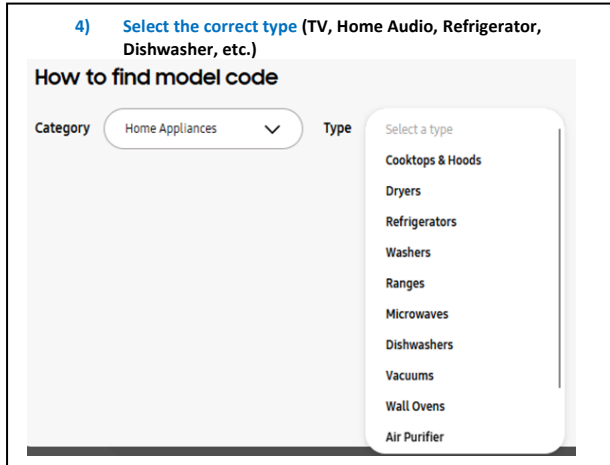 4) Select the correct type (TV, Home Audio, Refrigerator,
Dishwasher, etc.)
How to find model code
Category Home Appliances Type Select a type
Cooktops & Hoods
Dryers
Refrigerators
Washers
Ranges
Microwaves
Dishwashers
Vacuums
Wall Ovens
Air Purifier